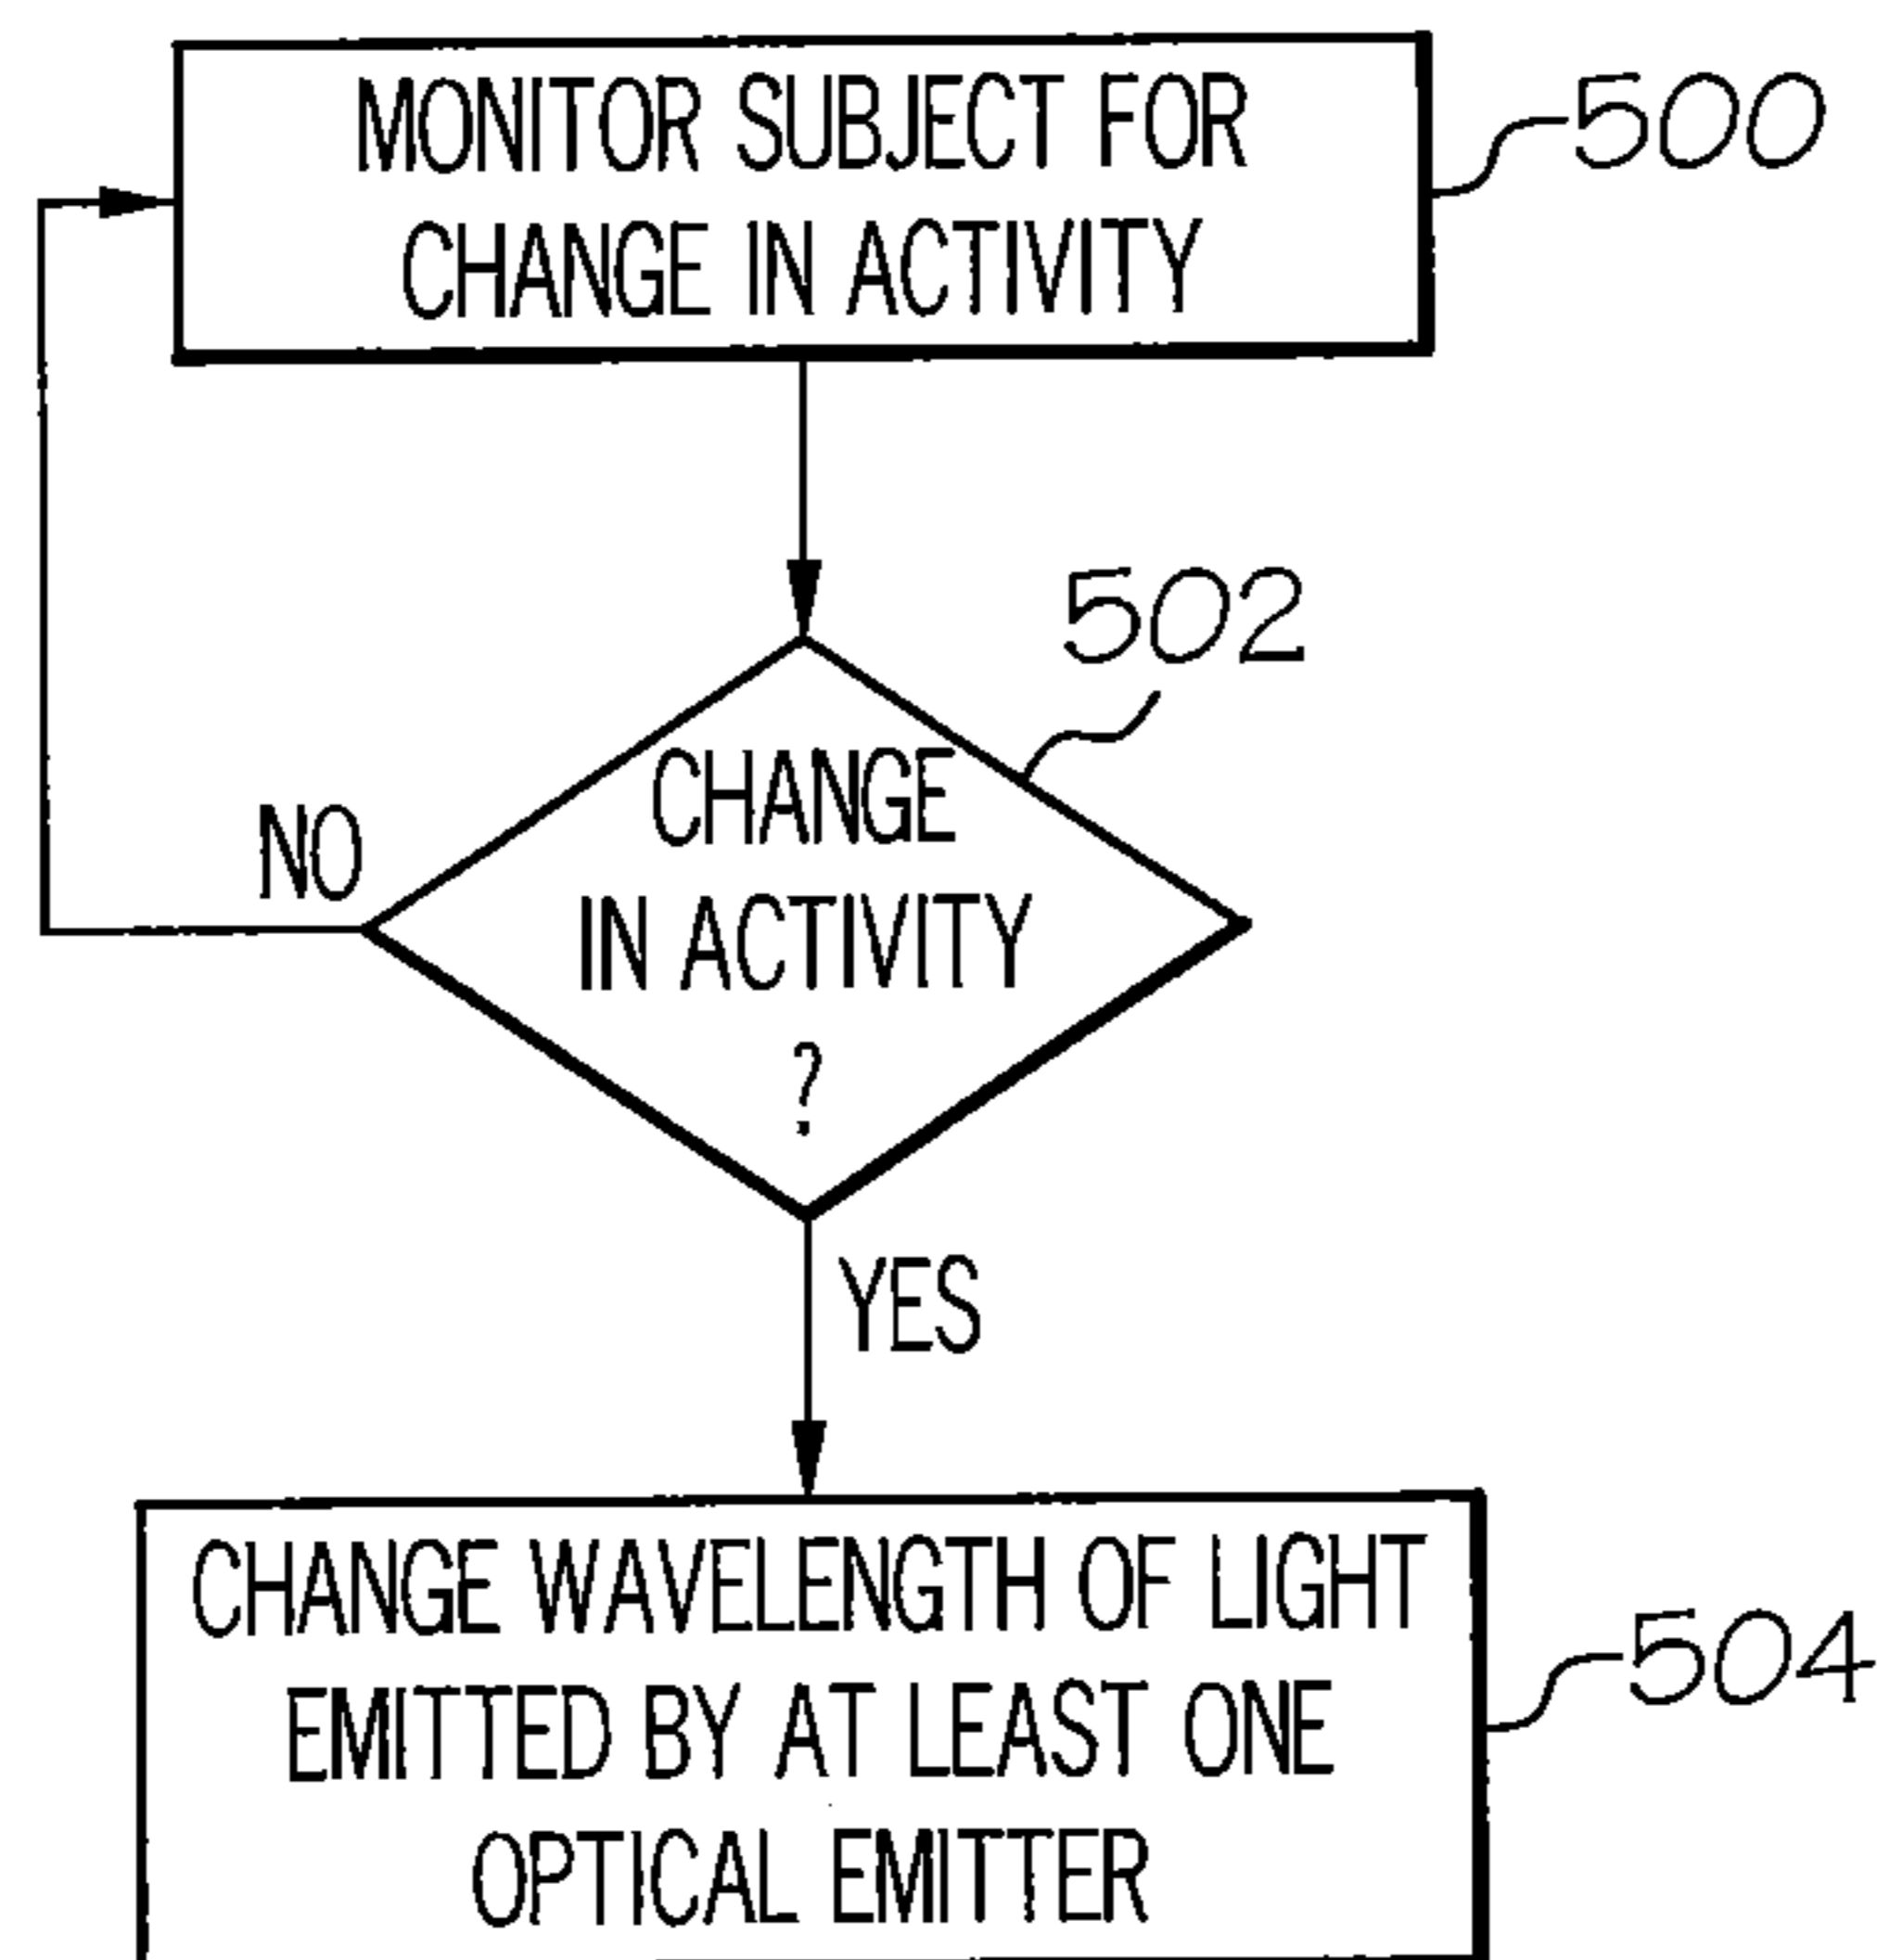 MONITOR SUBJECT FOR
CHANGE IN ACTIVITY
500
502
CHANGE
IN ACTIVITY
?
NO
YES
CHANGE WAVELENGTH OF LIGHT
EMITTED BY AT LEAST ONE
OPTICAL EMITTER
504